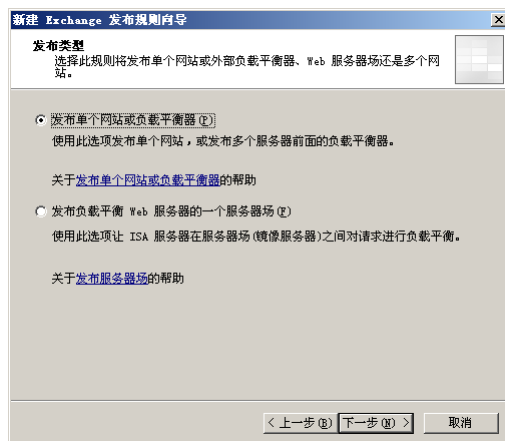 新建 Exchange 发布规则向导
发布类型
选择此规则将发布单个网站或外部负载平衡器、Web 服务器场还是多个网
站。
发布单个网站或负载平衡器(P)
使用此选项发布单个网站，或发布多个服务器前面的负载平衡器。
关于发布单个网站或负载平衡器的帮助
发布负载平衡 Web 服务器的一个服务器场(F)
使用此选项让 ISA 服务器在服务器场(镜像服务器)之间对请求进行负载平衡。
关于发布服务器场的帮助
< 上一步(B) 下一步(N) > 取消